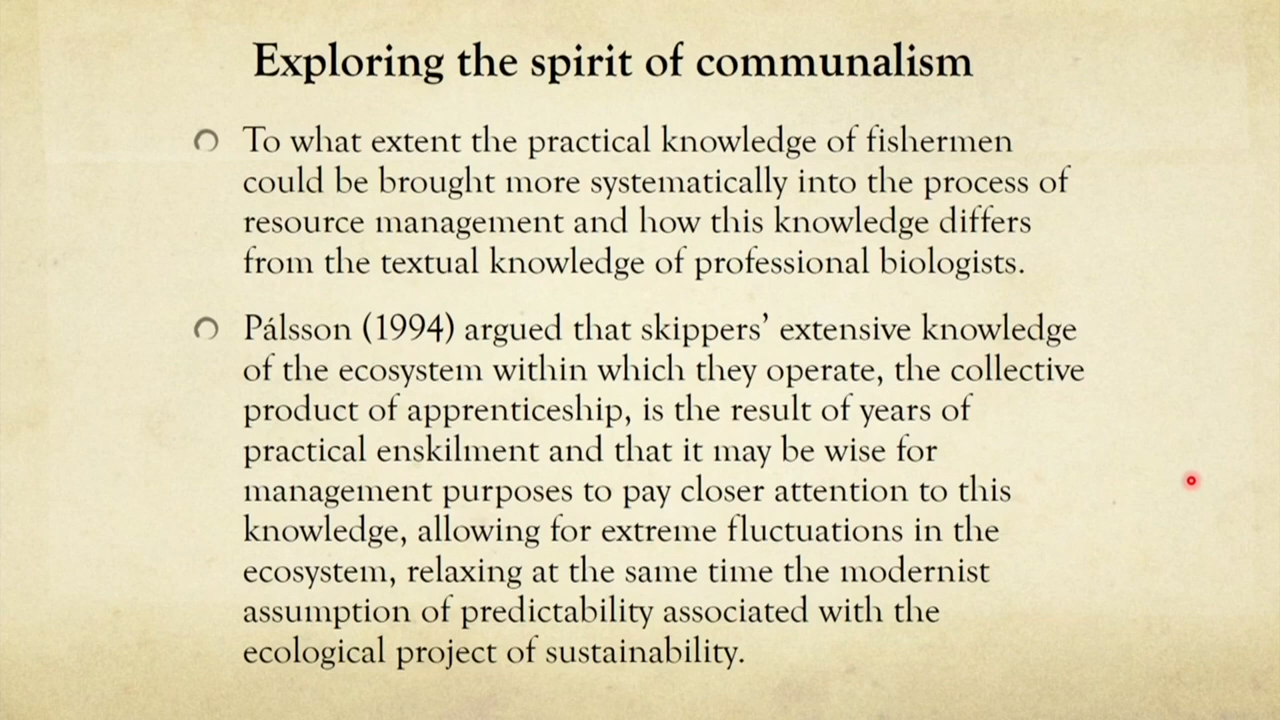 Exploring the spirit of communalism
To what extent the practical knowledge of fishermen
could be brought more systematically into the process of
resource management and how this knowledge differs
from the textual knowledge of professional biologists.
Pálsson (1994) argued that skippers’ extensive knowledge
of the ecosystem within which they operate, the collective
product of apprenticeship, is the result of years of
practical enskilment and that it may be wise for
management purposes to pay closer attention to this
knowledge, allowing for extreme fluctuations in the
ecosystem, relaxing at the same time the modernist
assumption of predictability associated with the
ecological project of sustainability.